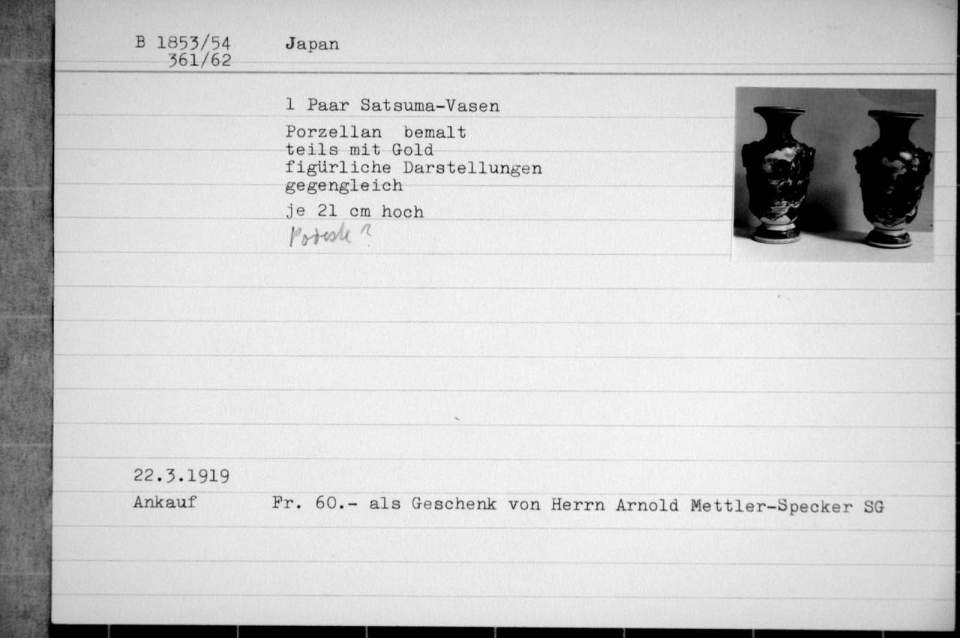 B 1853/54 Japan
361/62
1 Paar Satsuma-Vasen
Porzellan bemalt
teils mit Gold
figürliche Darstellungen
gegengleich
je 21 cm hoch
22.3.1919
Ankauf Fr. 60.- als Geschenk von Herrn Arnold Mettler-Specker SG